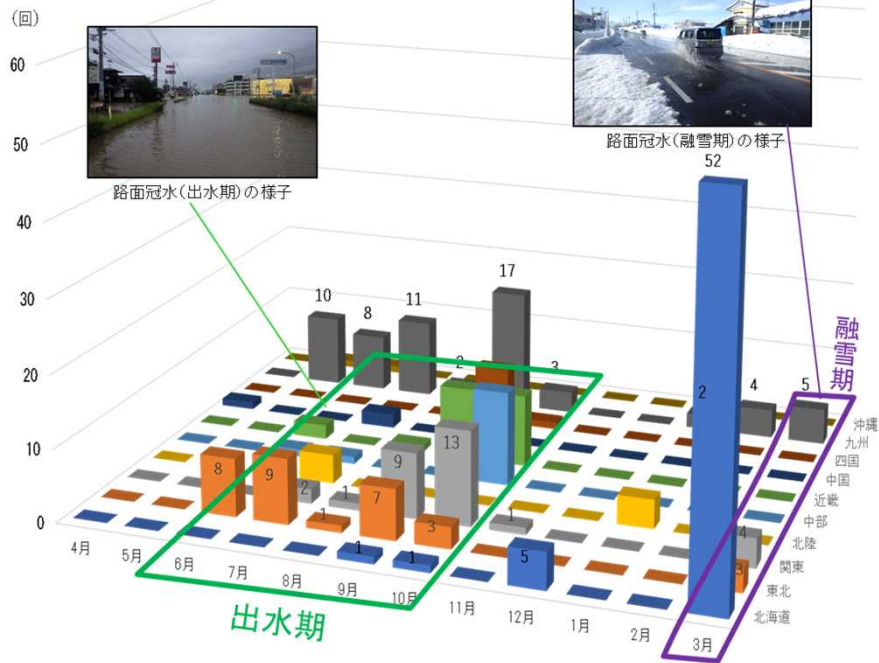 (回)
60
50
40
30
20
10
0
路面冠水(出水期)の様子
路面冠水(融雪期)の様子
52
17
10
8
11
2
3
2
4
5
13
9
8
9
2
1
1
7
3
1
1
1
5
4
3
融雪期
出水期
沖縄
九州
四国
中国
近畿
中部
北陸
関東
東北
北海道
4月
5月
6月
7月
8月
9月
10月
11月
12月
1月
2月
3月